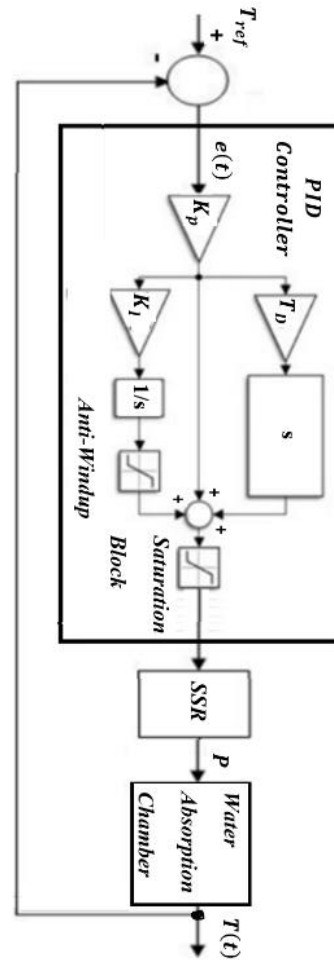 T_ref
+
-
PID
Controller
e(t)
K_p
T_D
s
K_I
1/s
Anti-Windup
+
+
+
Saturation
Block
SSR
P
Water
Absorption
Chamber
T(t)